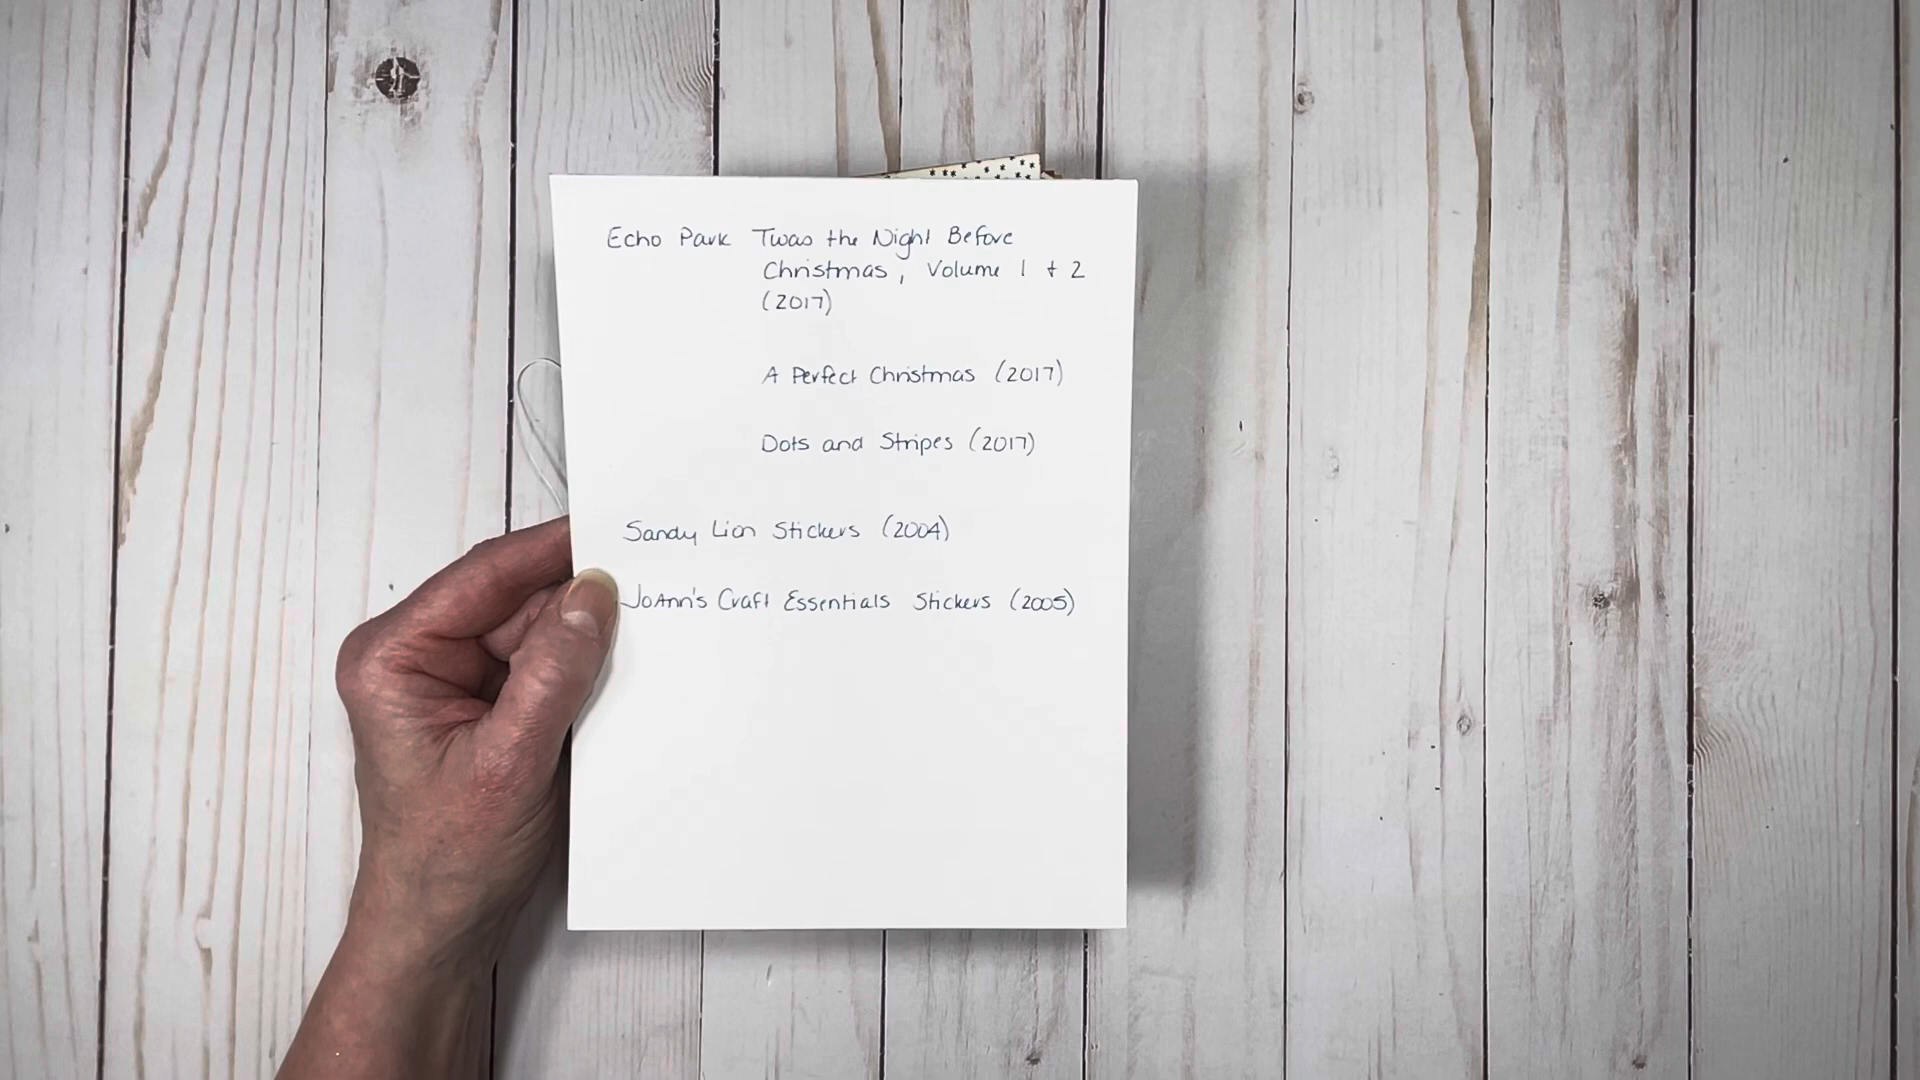 Echo Park Twas the Night Before
Christmas, Volume 1 + 2
(2017)
A Perfect Christmas (2017)
Dots and Stripes (2017)
Sandy Lion Stickers (2004)
JoAnn's Craft Essentials Stickers (2005)